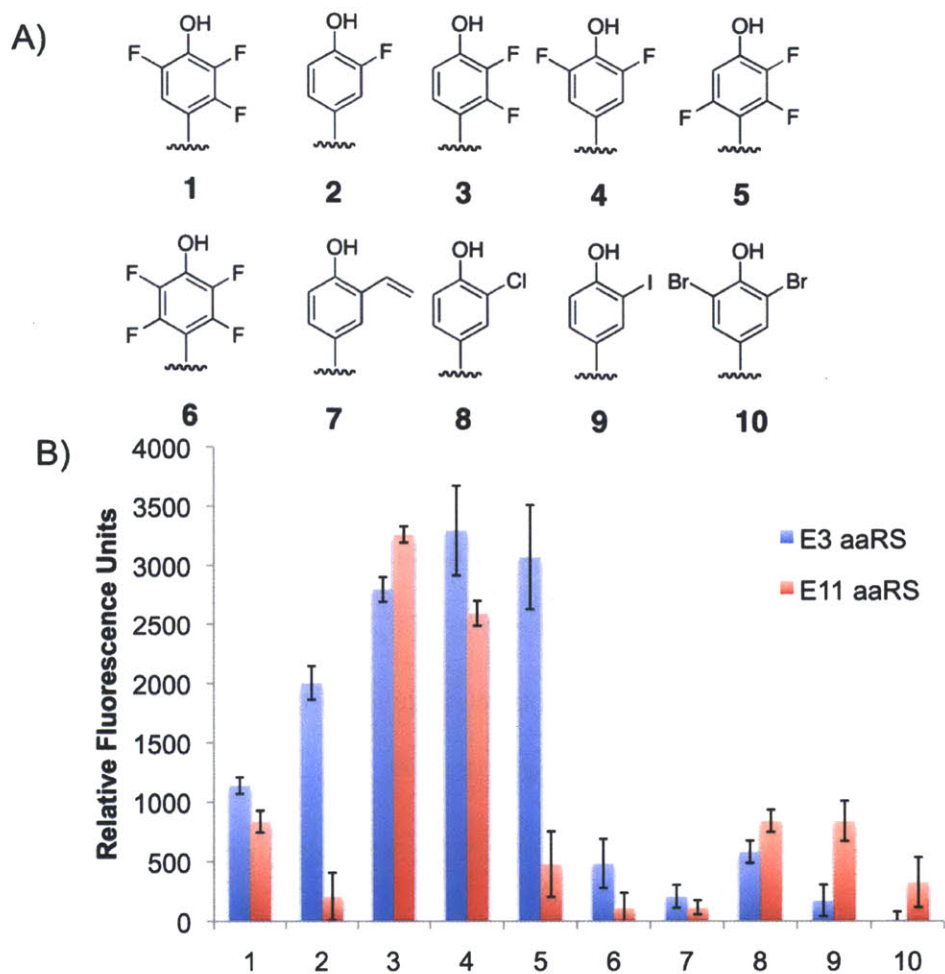 A)
OH
F
F
F
1
OH
F
2
OH
F
F
3
OH
F
F
4
OH
F
F
F
5
OH
F
F
F
F
6
OH
7
OH
Cl
8
OH
I
9
OH
Br
Br
10
B)
Relative Fluorescence Units
4000
3500
3000
2500
2000
1500
1000
500
0
E3 aaRS
E11 aaRS
1 2 3 4 5 6 7 8 9 10